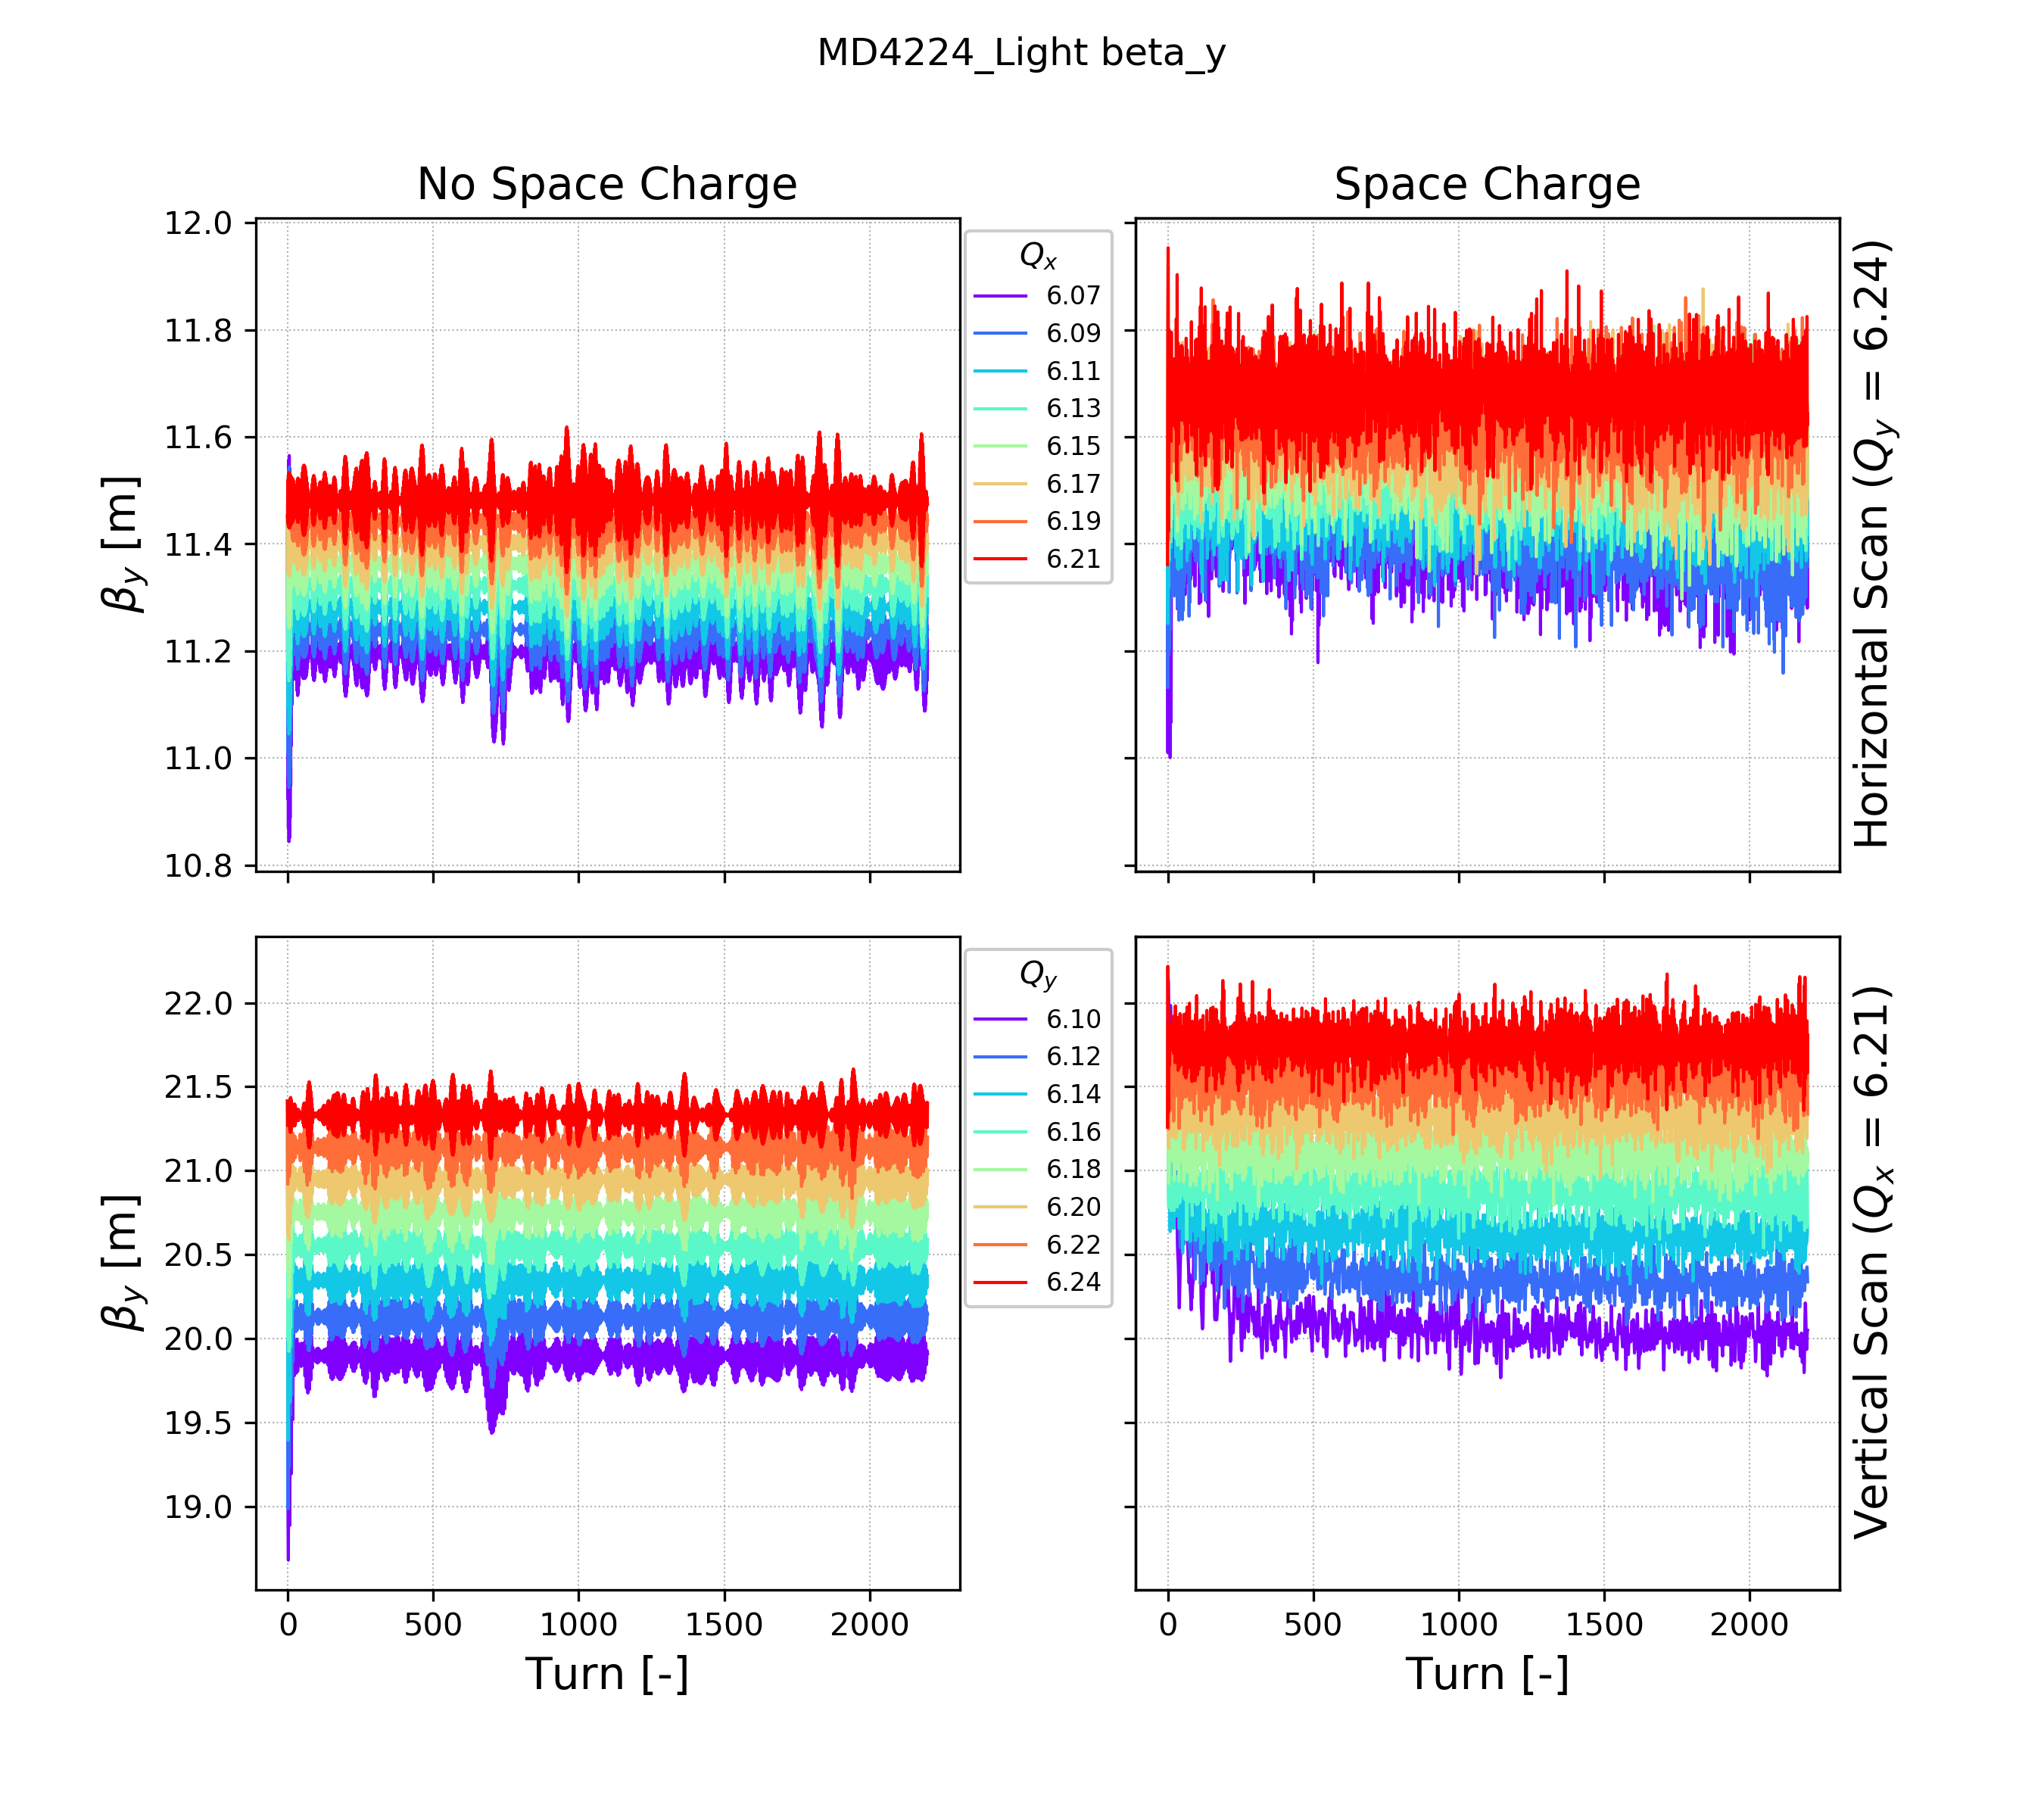 MD4224_Light beta_y
No Space Charge
Space Charge
12.0
11.8
11.6
11.4
11.2
11.0
10.8
β_y [m]
Q_x
6.07
6.09
6.11
6.13
6.15
6.17
6.19
6.21
Horizontal Scan (Q_y = 6.24)
22.0
21.5
21.0
20.5
20.0
19.5
19.0
β_y [m]
Q_y
6.10
6.12
6.14
6.16
6.18
6.20
6.22
6.24
Vertical Scan (Q_x = 6.21)
0 500 1000 1500 2000
0 500 1000 1500 2000
Turn [-]
Turn [-]